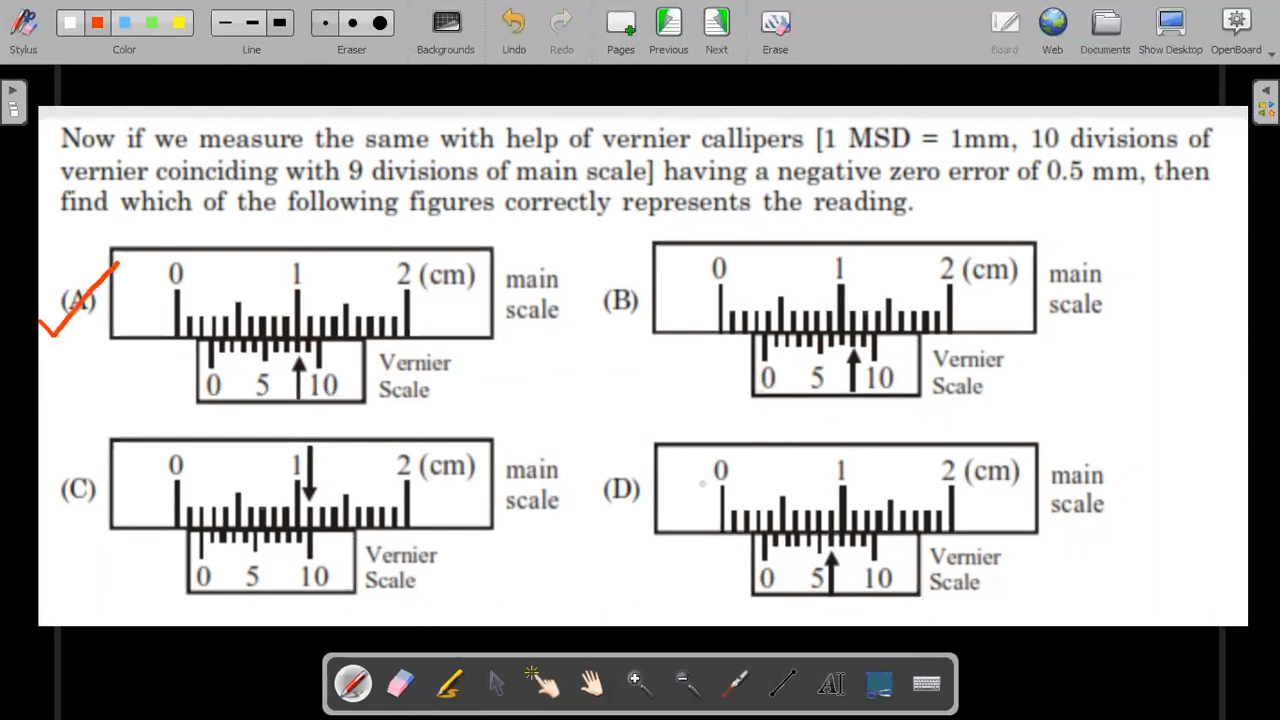 Stylus Color Line Eraser Backgrounds Undo Redo Pages Previous Next Erase Board Web Documents Show Desktop OpenBoard
Now if we measure the same with help of vernier callipers [1 MSD = 1mm, 10 divisions of
vernier coinciding with 9 divisions of main scale] having a negative zero error of 0.5 mm, then
find which of the following figures correctly represents the reading.
(A) 0 1 2 (cm) main
scale
0 5 10 Vernier
Scale
(B) 0 1 2 (cm) main
scale
0 5 10 Vernier
Scale
(C) 0 1 2 (cm) main
scale
0 5 10 Vernier
Scale
(D) 0 1 2 (cm) main
scale
0 5 10 Vernier
Scale
AI